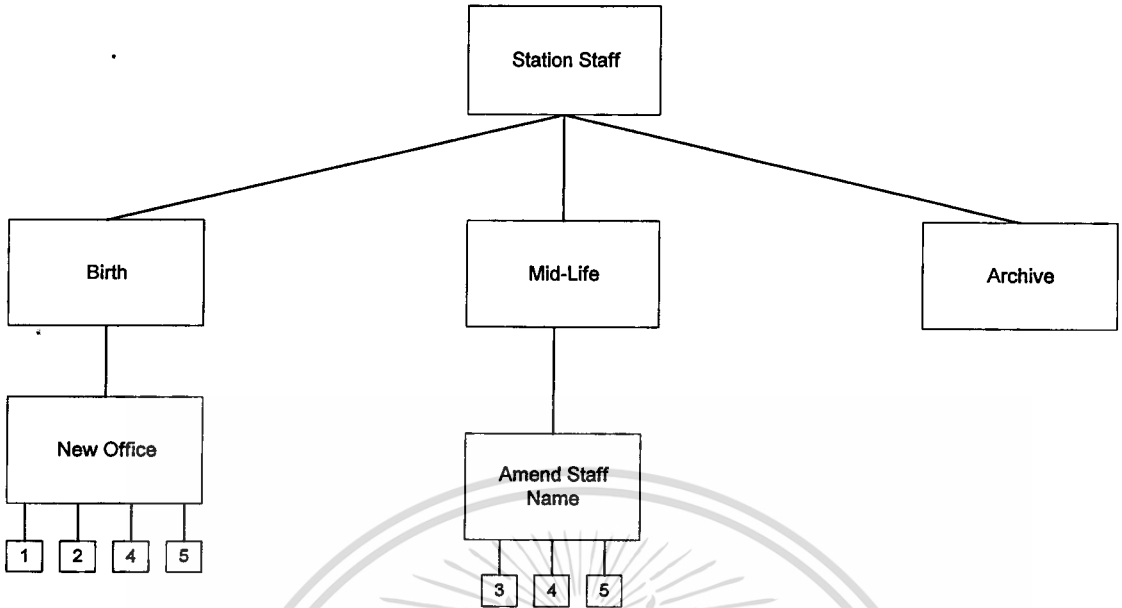 Station Staff
Birth
Mid-Life
Archive
New Office
Amend Staff
Name
1 2 4 5
3 4 5